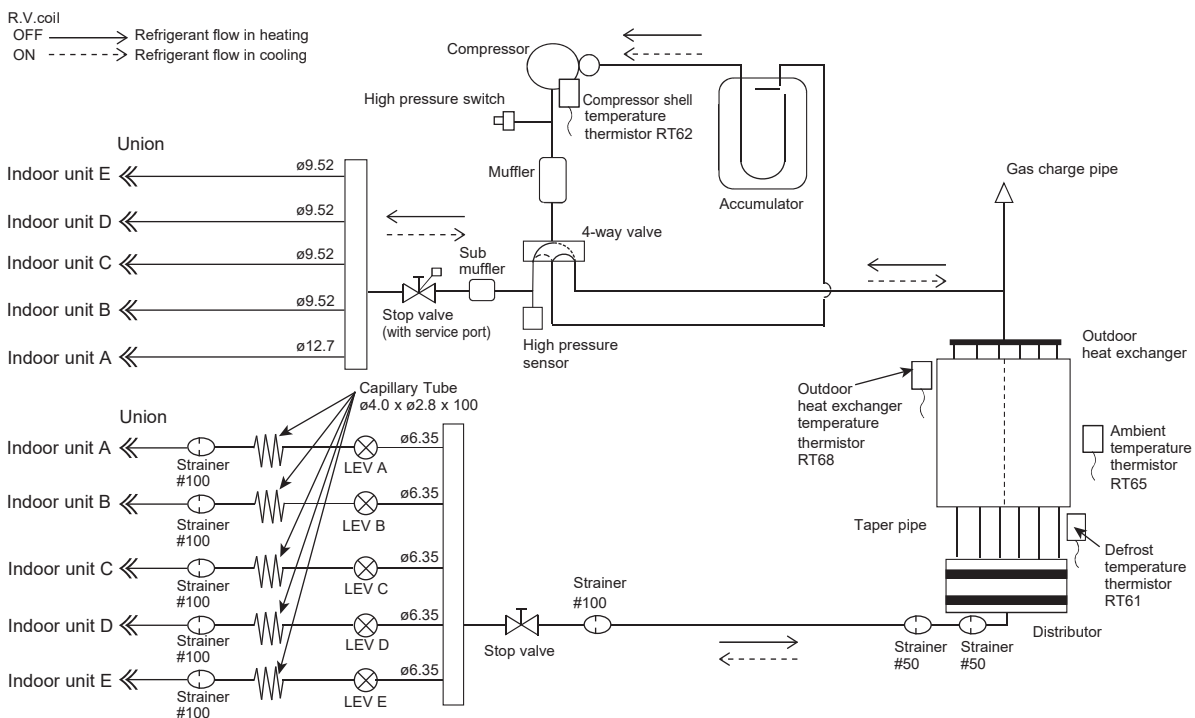 R.V.coil
OFF Refrigerant flow in heating
ON Refrigerant flow in cooling
Compressor
High pressure switch
Compressor shell
temperature
thermistor RT62
Muffler
Accumulator
Gas charge pipe
4-way valve
Sub
muffler
Stop valve
(with service port)
High pressure
sensor
Union
Indoor unit E
ø9.52
Indoor unit D
ø9.52
Indoor unit C
ø9.52
Indoor unit B
ø9.52
Indoor unit A
ø12.7
Outdoor
heat exchanger
Outdoor
heat exchanger
temperature
thermistor
RT68
Ambient
temperature
thermistor
RT65
Taper pipe
Defrost
temperature
thermistor
RT61
Distributor
Capillary Tube
ø4.0 x ø2.8 x 100
Union
Indoor unit A
Strainer
#100
LEV A
ø6.35
Indoor unit B
Strainer
#100
LEV B
ø6.35
Indoor unit C
Strainer
#100
LEV C
ø6.35
Indoor unit D
Strainer
#100
LEV D
ø6.35
Indoor unit E
Strainer
#100
LEV E
ø6.35
Stop valve
Strainer
#100
Strainer
#50
Strainer
#50